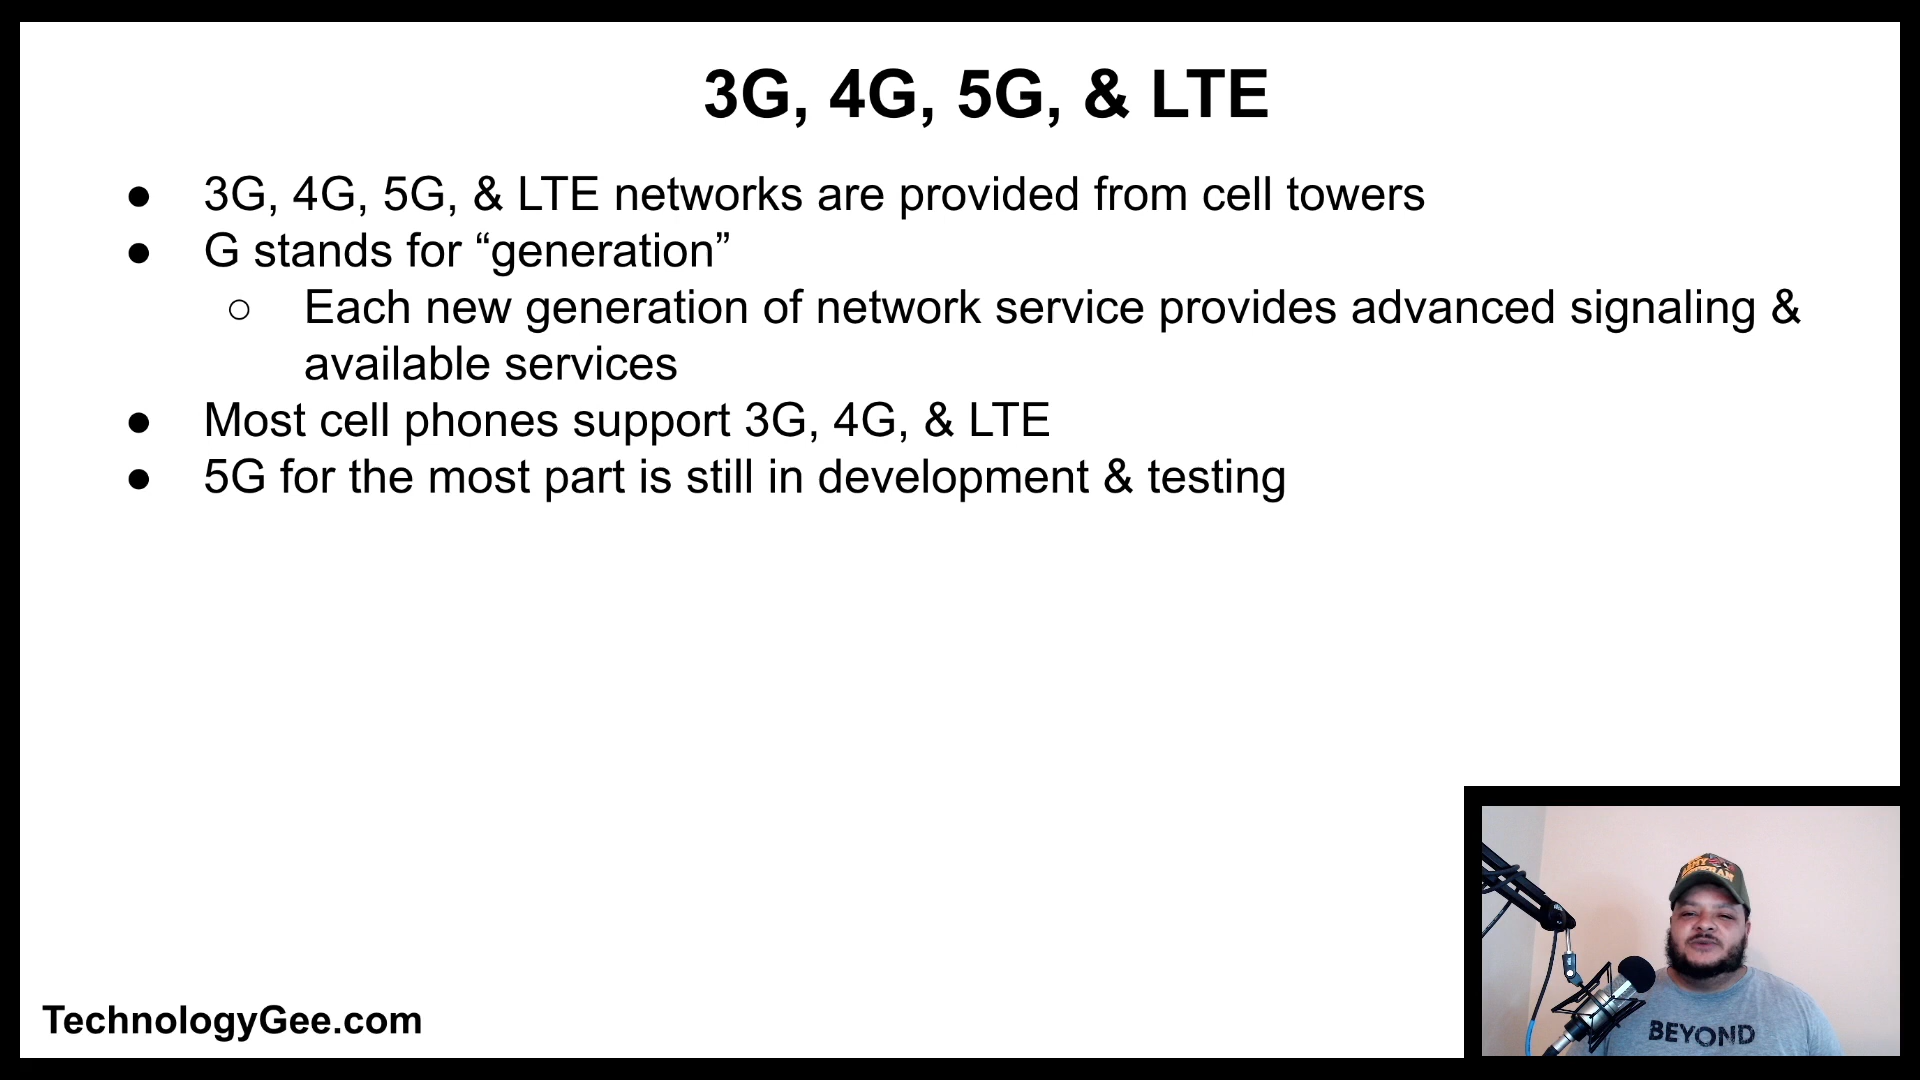 3G, 4G, 5G, & LTE
● 3G, 4G, 5G, & LTE networks are provided from cell towers
● G stands for “generation”
○ Each new generation of network service provides advanced signaling &
available services
● Most cell phones support 3G, 4G, & LTE
● 5G for the most part is still in development & testing
TechnologyGee.com
BEYOND